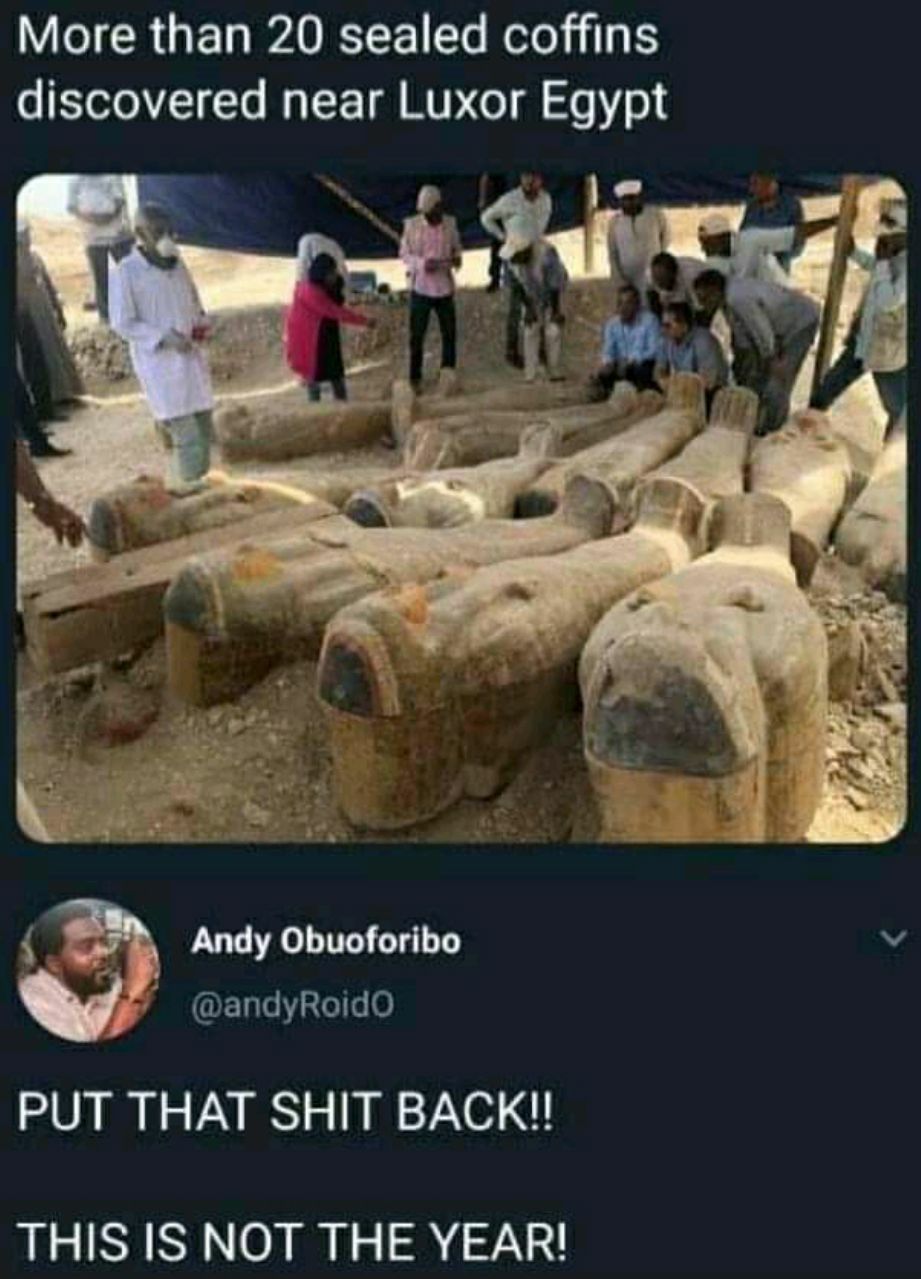 More than 20 sealed coffins
discovered near Luxor Egypt
Andy Obuoforibo
@andyRoidO
PUT THAT SHIT BACK!!
THIS IS NOT THE YEAR!